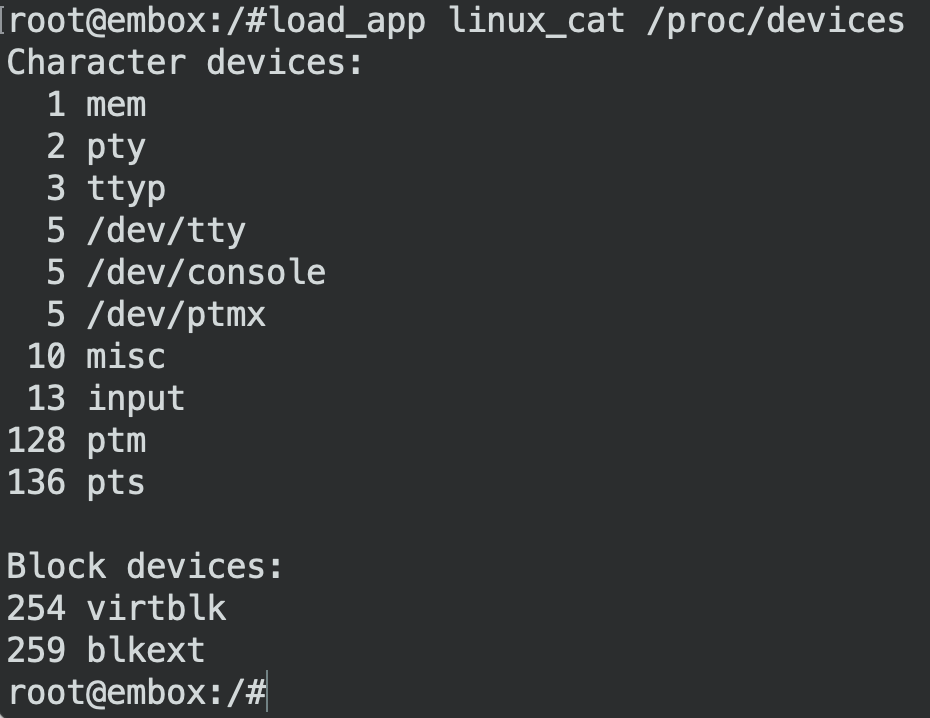 root@embox:/#load_app linux_cat /proc/devices
Character devices:
  1 mem
  2 pty
  3 ttyp
  5 /dev/tty
  5 /dev/console
  5 /dev/ptmx
 10 misc
 13 input
128 ptm
136 pts

Block devices:
254 virtblk
259 blkext
root@embox:/#